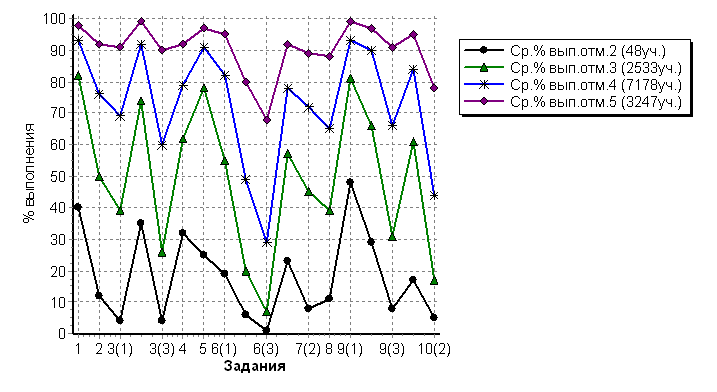 % выполнения
100
90
80
70
60
50
40
30
20
10
0
1 2 3(1) 3(3) 4 5 6(1) 6(3) 7(2) 8 9(1) 9(3) 10(2)
Задания
Ср.% вып.отм.2 (48уч.)
Ср.% вып.отм.3 (2533уч.)
Ср.% вып.отм.4 (7178уч.)
Ср.% вып.отм.5 (3247уч.)